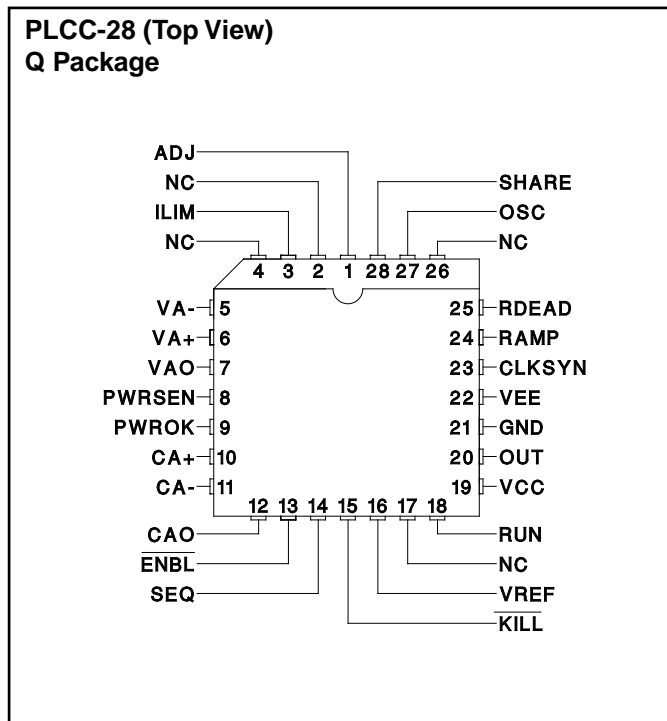 PLCC-28 (Top View)
Q Package
ADJ
NC
ILIM
NC
SHARE
OSC
NC
4 3 2 1 28 27 26
VA- 5
VA+ 6
VAO 7
PWRSEN 8
PWROK 9
CA+ 10
CA- 11
25 RDEAD
24 RAMP
23 CLKSYN
22 VEE
21 GND
20 OUT
19 VCC
12 13 14 15 16 17 18
CAO
ENBL
SEQ
RUN
NC
VREF
KILL